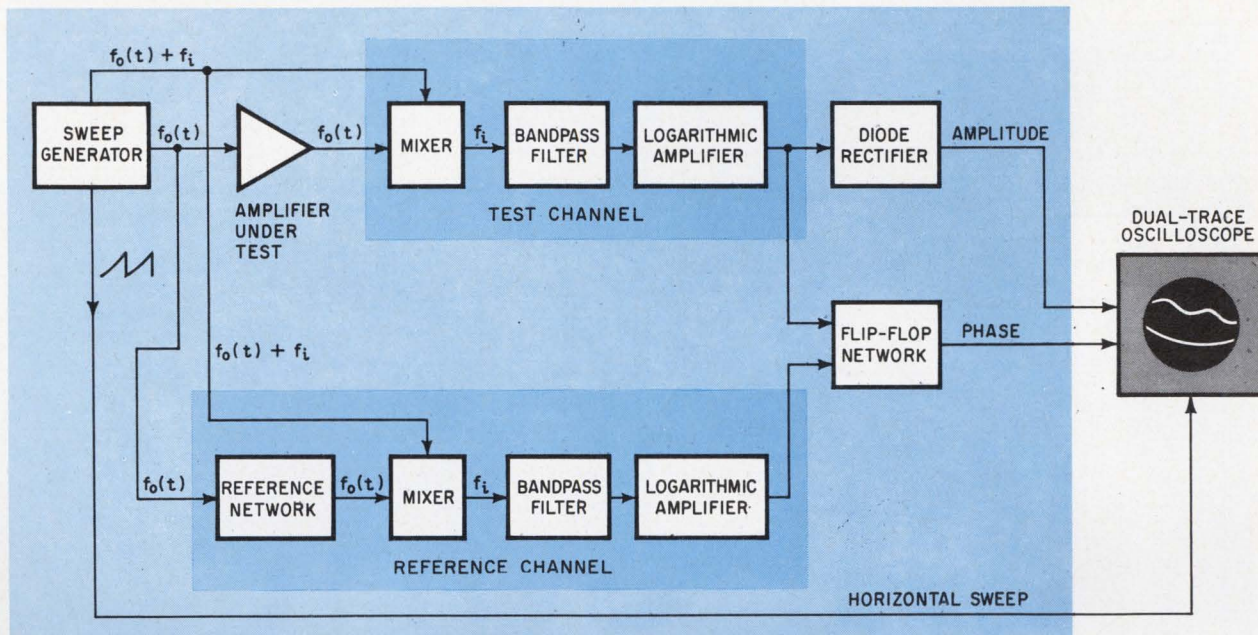 f₀(t) + fᵢ
SWEEP
GENERATOR
f₀(t)
AMPLIFIER
UNDER
TEST
f₀(t)
MIXER
fᵢ
BANDPASS
FILTER
LOGARITHMIC
AMPLIFIER
TEST CHANNEL
DIODE
RECTIFIER
AMPLITUDE
DUAL-TRACE
OSCILLOSCOPE
FLIP-FLOP
NETWORK
PHASE
f₀(t) + fᵢ
f₀(t)
REFERENCE
NETWORK
f₀(t)
MIXER
fᵢ
BANDPASS
FILTER
LOGARITHMIC
AMPLIFIER
REFERENCE CHANNEL
HORIZONTAL SWEEP